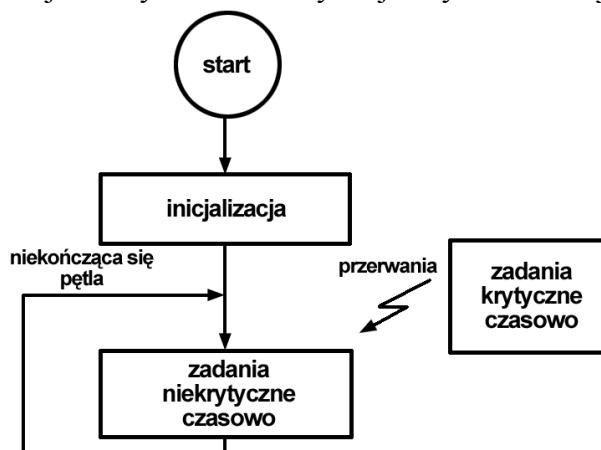 start
inicjalizacja
niekończąca się
pętla
przerwania
zadania
krytyczne
czasowo
zadania
niekrytyczne
czasowo